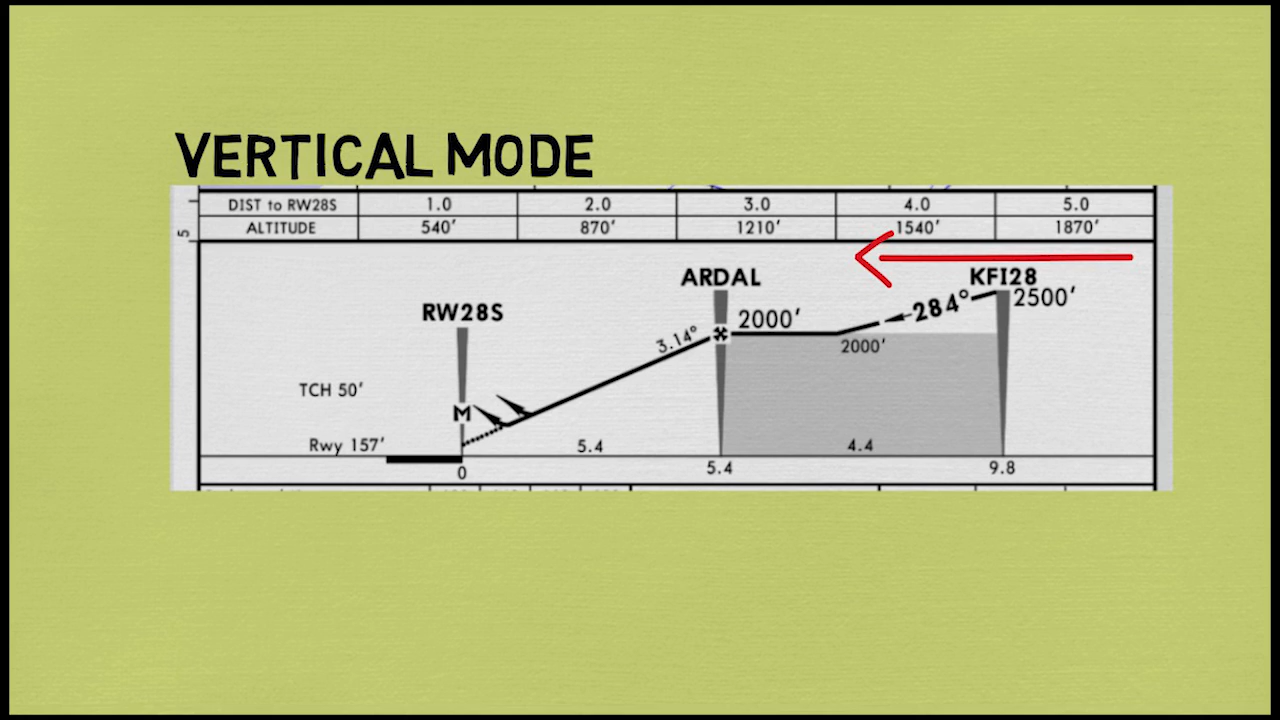 VERTICAL MODE
DIST to RW28S 1.0 2.0 3.0 4.0 5.0
ALTITUDE 540' 870' 1210' 1540' 1870'
5
ARDAL KFI28
284° 2500'
RW28S 2000'
3.14° 2000'
TCH 50'
M
Rwy 157' 5.4 4.4
0 5.4 9.8